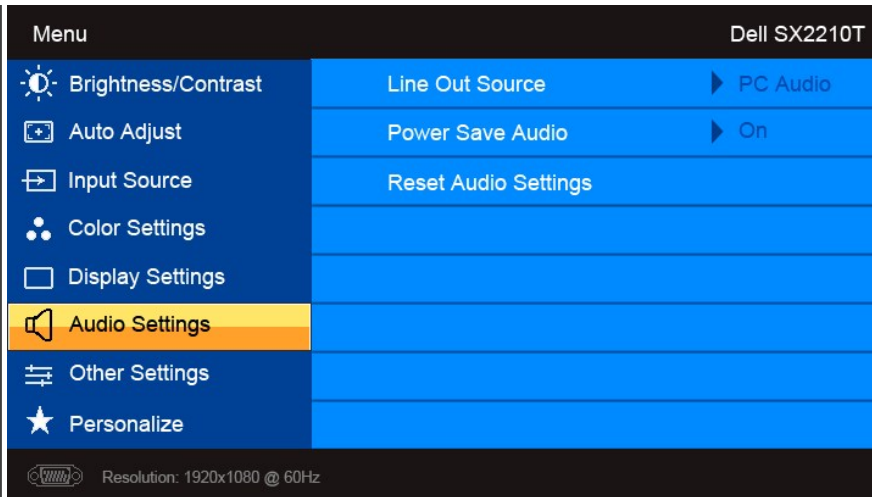 Menu Dell SX2210T
Brightness/Contrast Line Out Source PC Audio
Auto Adjust Power Save Audio On
Input Source Reset Audio Settings
Color Settings
Display Settings
Audio Settings
Other Settings
Personalize
Resolution: 1920x1080 @ 60Hz